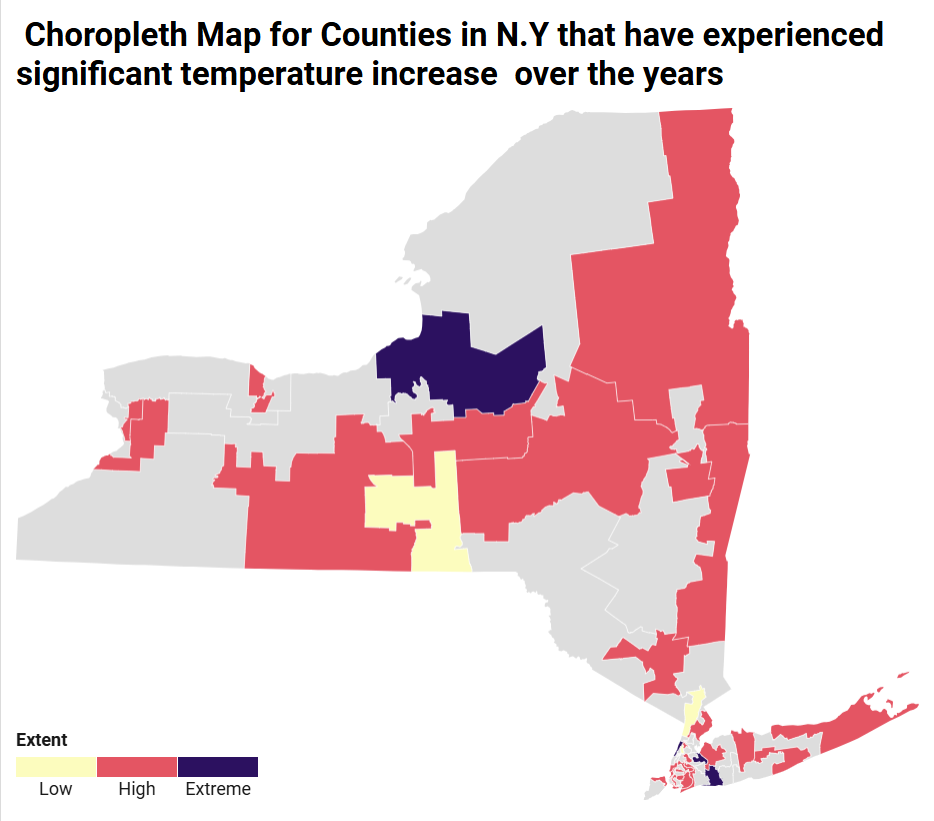 Choropleth Map for Counties in N.Y that have experienced
significant temperature increase  over the years
Extent
Low High Extreme